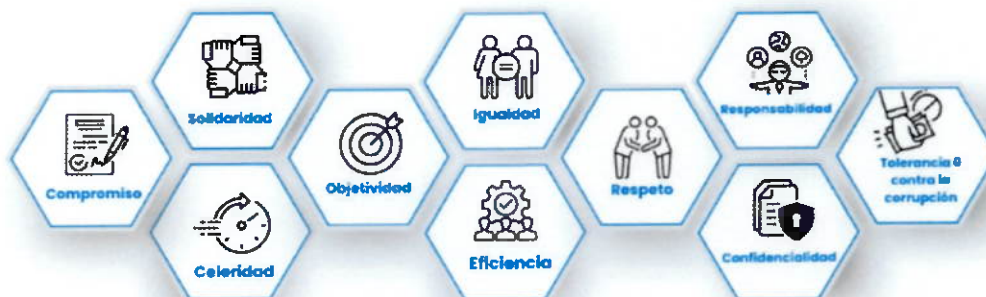 Solidaridad
Igualdad
Responsabilidad
Compromiso
Objetividad
Respeto
Tolerancia 0
contra la
corrupción
Celeridad
Eficiencia
Confidencialidad